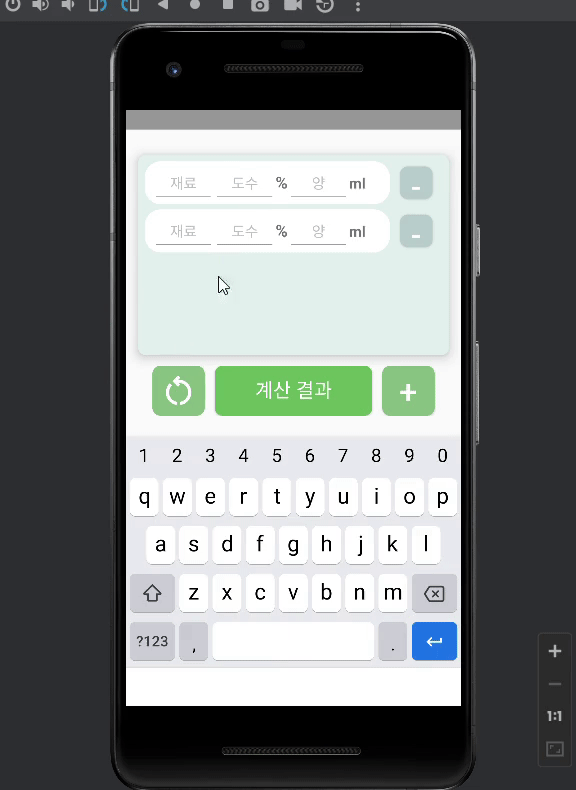 재료 도수 % 양 ml -
재료 도수 % 양 ml -
계산 결과 +
1 2 3 4 5 6 7 8 9 0
q w e r t y u i o p
a s d f g h j k l
z x c v b n m
?123 , .
+
-
1:1